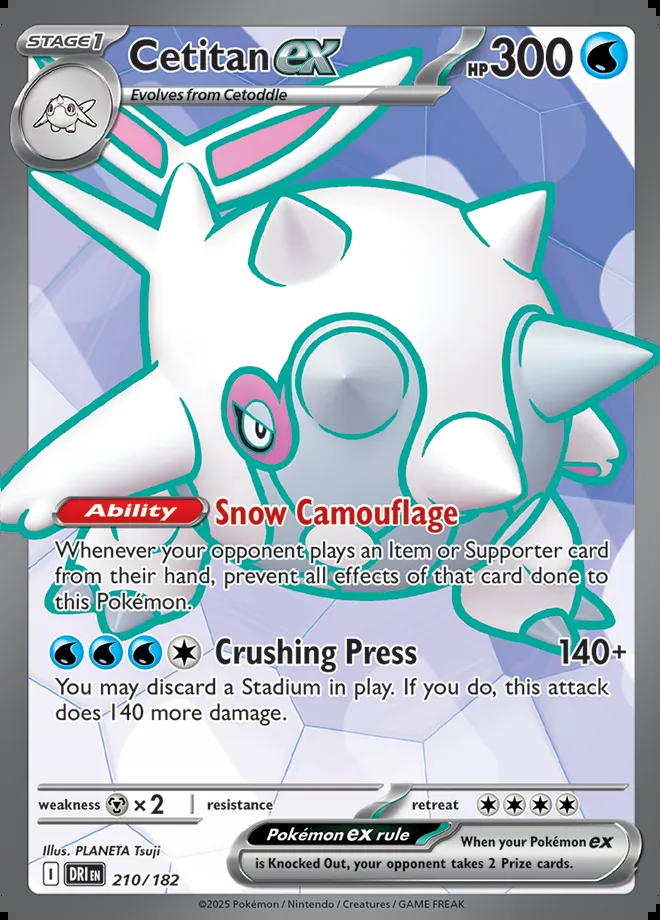 STAGE 1
Cetitan ex
HP 300
Evolves from Cetoddle
Ability Snow Camouflage
Whenever your opponent plays an Item or Supporter card
from their hand, prevent all effects of that card done to
this Pokémon.
Crushing Press 140+
You may discard a Stadium in play. If you do, this attack
does 140 more damage.
weakness ×2 resistance retreat
Pokémon ex rule
When your Pokémon ex
is Knocked Out, your opponent takes 2 Prize cards.
Illus. PLANETA Tsuji
I DRI EN 210/182
©2025 Pokémon / Nintendo / Creatures / GAME FREAK